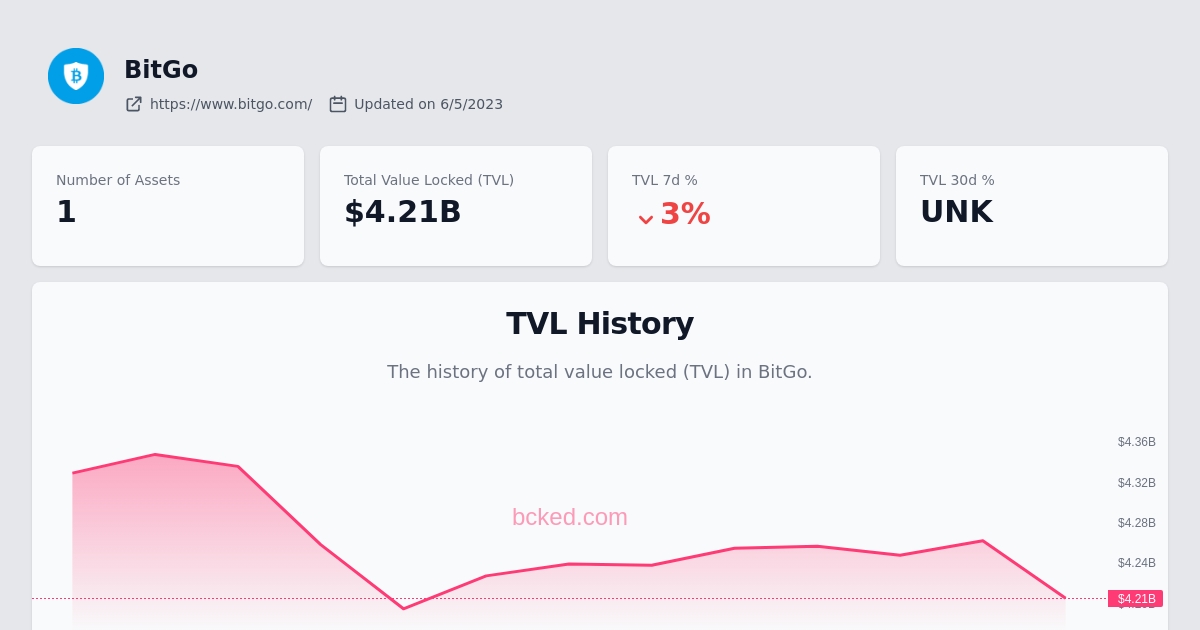 BitGo
https://www.bitgo.com/ Updated on 6/5/2023
Number of Assets
1
Total Value Locked (TVL)
$4.21B
TVL 7d %
3%
TVL 30d %
UNK
TVL History
The history of total value locked (TVL) in BitGo.
$4.36B
$4.32B
bcked.com
$4.28B
$4.24B
$4.21B